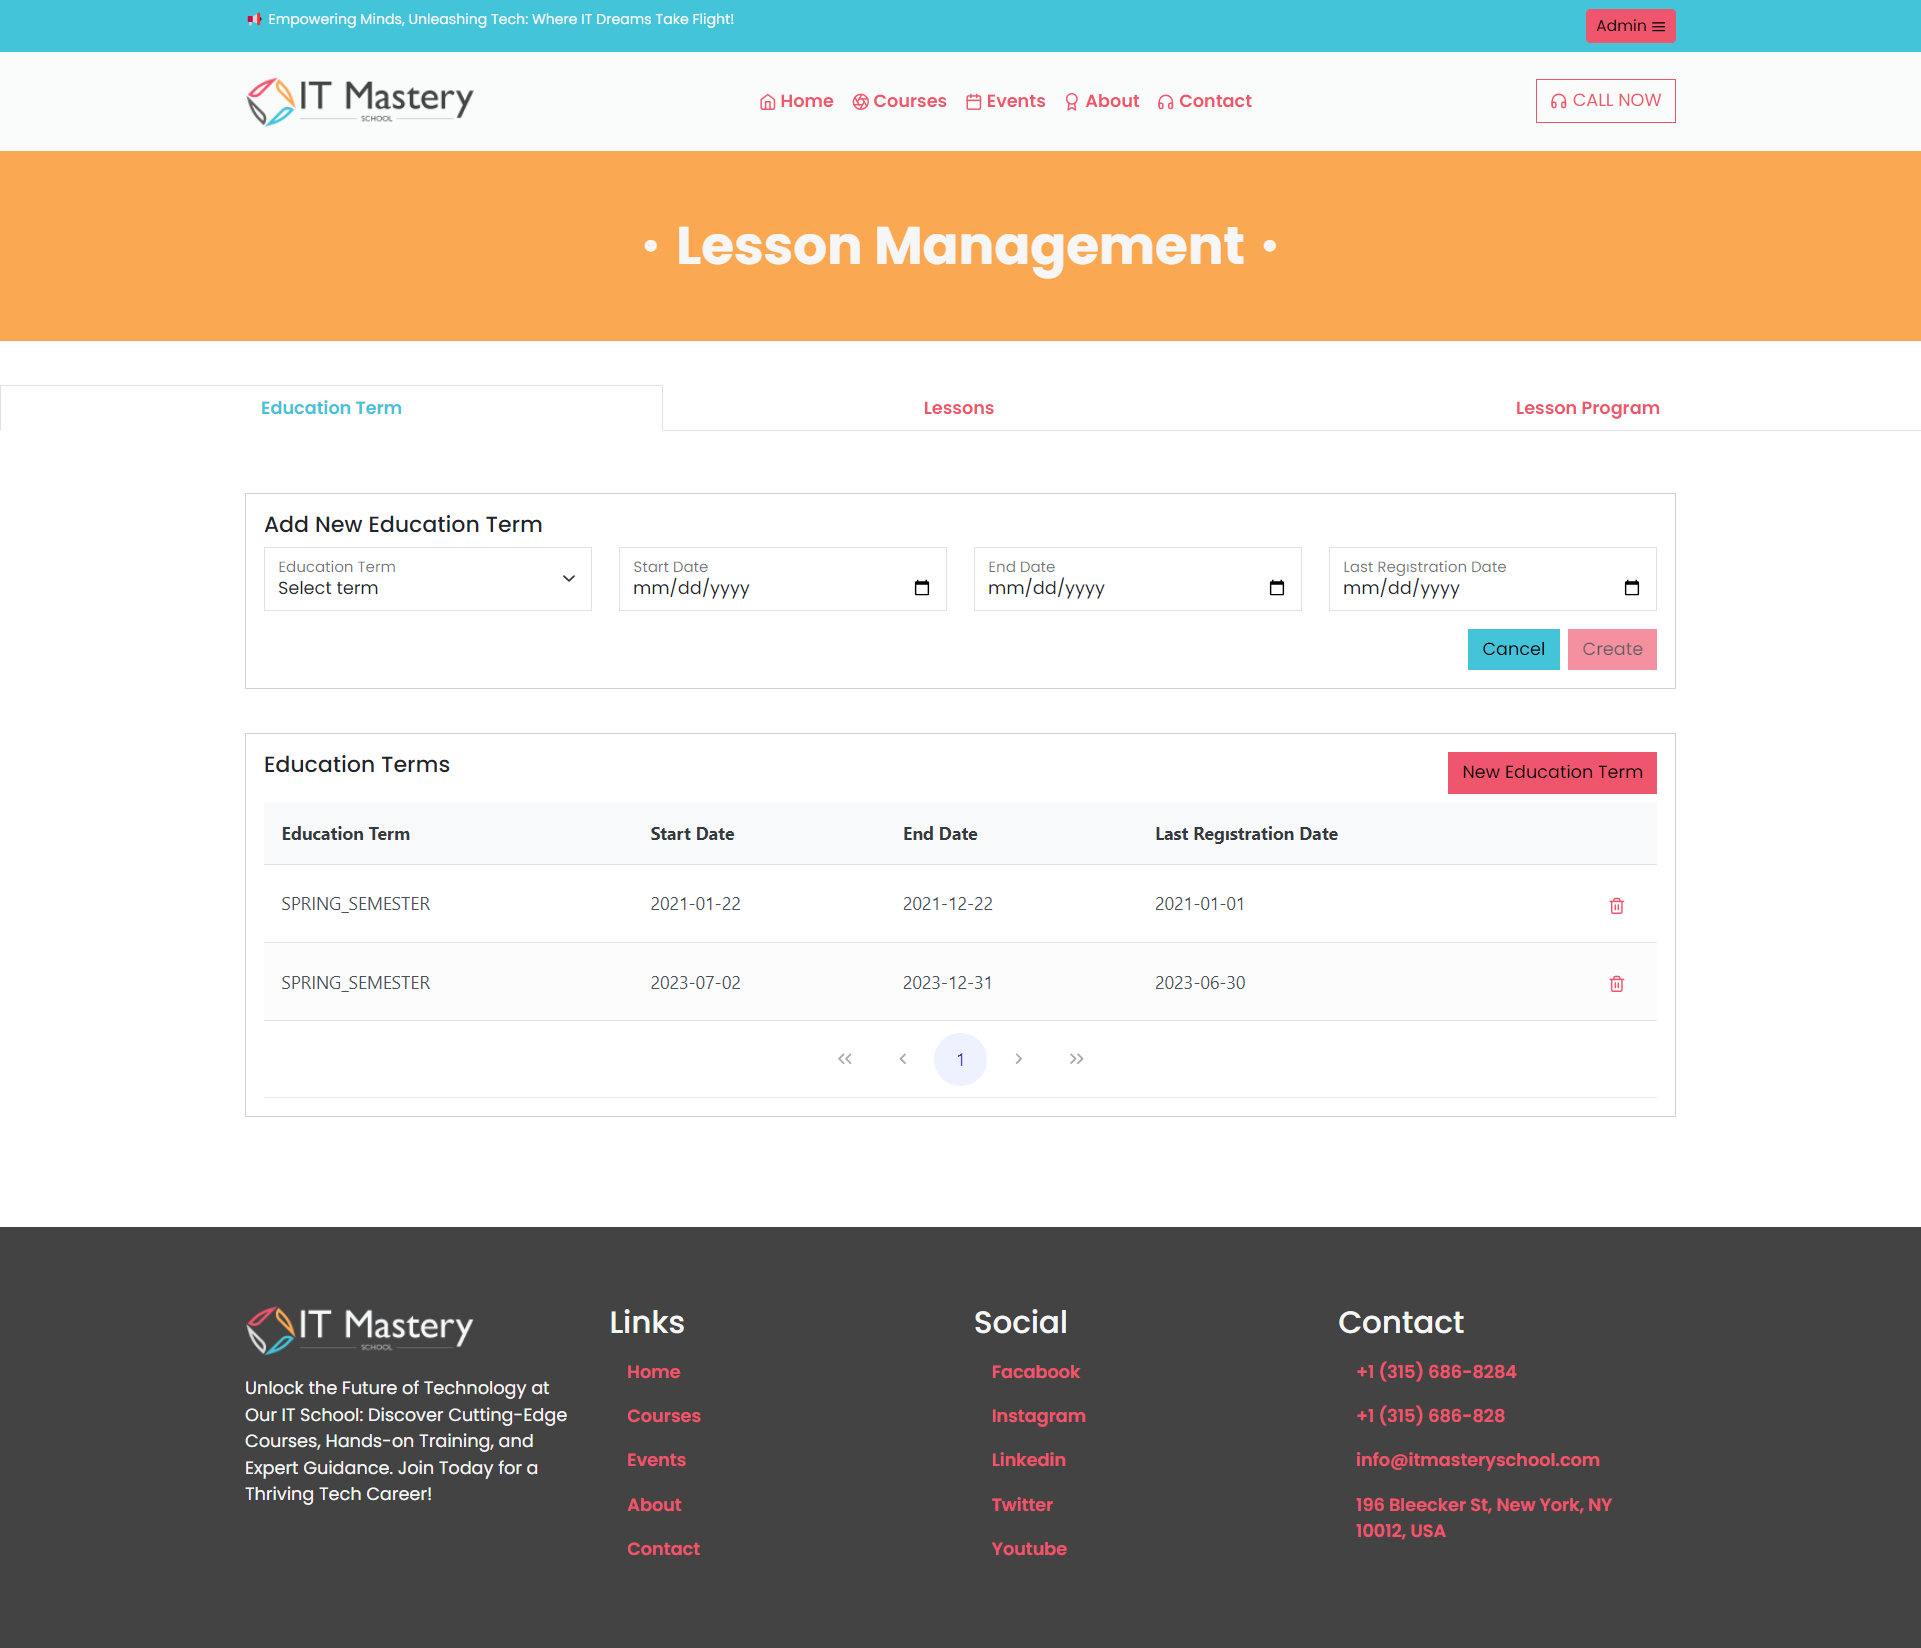 Empowering Minds, Unleashing Tech: Where IT Dreams Take Flight!
Admin
IT Mastery
SCHOOL
Home Courses Events About Contact
CALL NOW
• Lesson Management •
Education Term Lessons Lesson Program
Add New Education Term
Education Term
Select term
Start Date
mm/dd/yyyy
End Date
mm/dd/yyyy
Last Regıstration Date
mm/dd/yyyy
Cancel Create
Education Terms
New Education Term
Education Term Start Date End Date Last Regıstration Date
SPRING_SEMESTER 2021-01-22 2021-12-22 2021-01-01
SPRING_SEMESTER 2023-07-02 2023-12-31 2023-06-30
1
IT Mastery
SCHOOL
Unlock the Future of Technology at
Our IT School: Discover Cutting-Edge
Courses, Hands-on Training, and
Expert Guidance. Join Today for a
Thriving Tech Career!
Links
Home
Courses
Events
About
Contact
Social
Facabook
Instagram
Linkedin
Twitter
Youtube
Contact
+1 (315) 686-8284
+1 (315) 686-828
info@itmasteryschool.com
196 Bleecker St, New York, NY
10012, USA